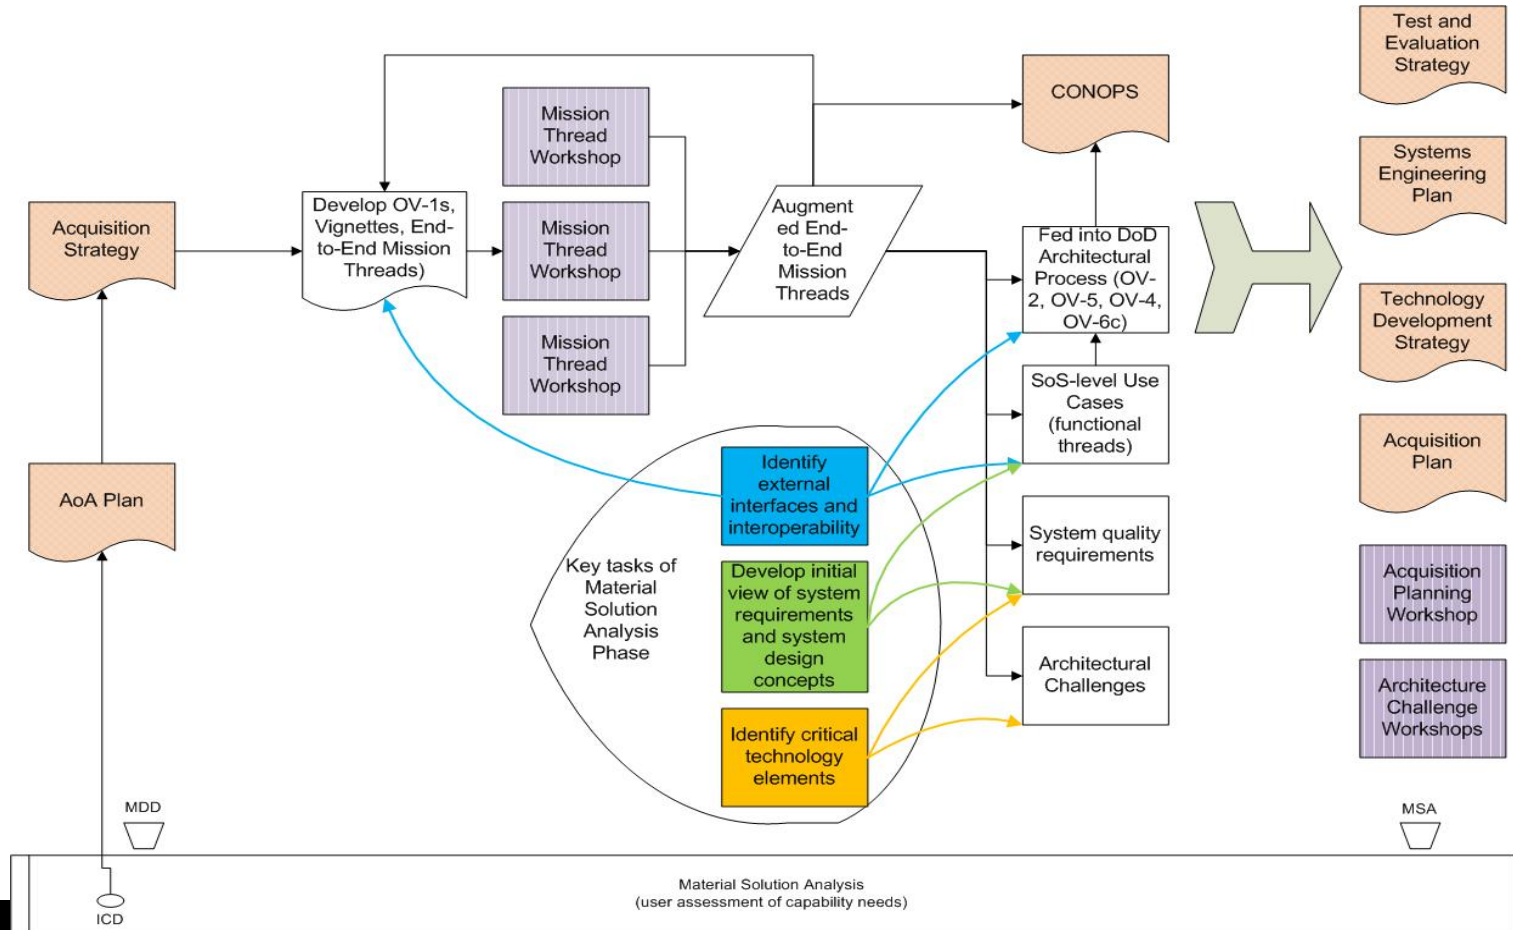 Test and
Evaluation
Strategy
CONOPS
Mission
Thread
Workshop
Systems
Engineering
Plan
Develop OV-1s,
Vignettes, End-
to-End Mission
Threads)
Acquisition
Strategy
Mission
Thread
Workshop
Augment
ed End-
to-End
Mission
Threads
Fed into DoD
Architectural
Process (OV-
2, OV-5, OV-4,
OV-6c)
Technology
Development
Strategy
Mission
Thread
Workshop
SoS-level Use
Cases
(functional
threads)
Acquisition
Plan
AoA Plan
Identify
external
interfaces and
interoperability
System quality
requirements
Key tasks of
Material
Solution
Analysis
Phase
Develop initial
view of system
requirements
and system
design
concepts
Acquisition
Planning
Workshop
Architectural
Challenges
Architecture
Challenge
Workshops
Identify critical
technology
elements
MDD
MSA
Material Solution Analysis
(user assessment of capability needs)
ICD